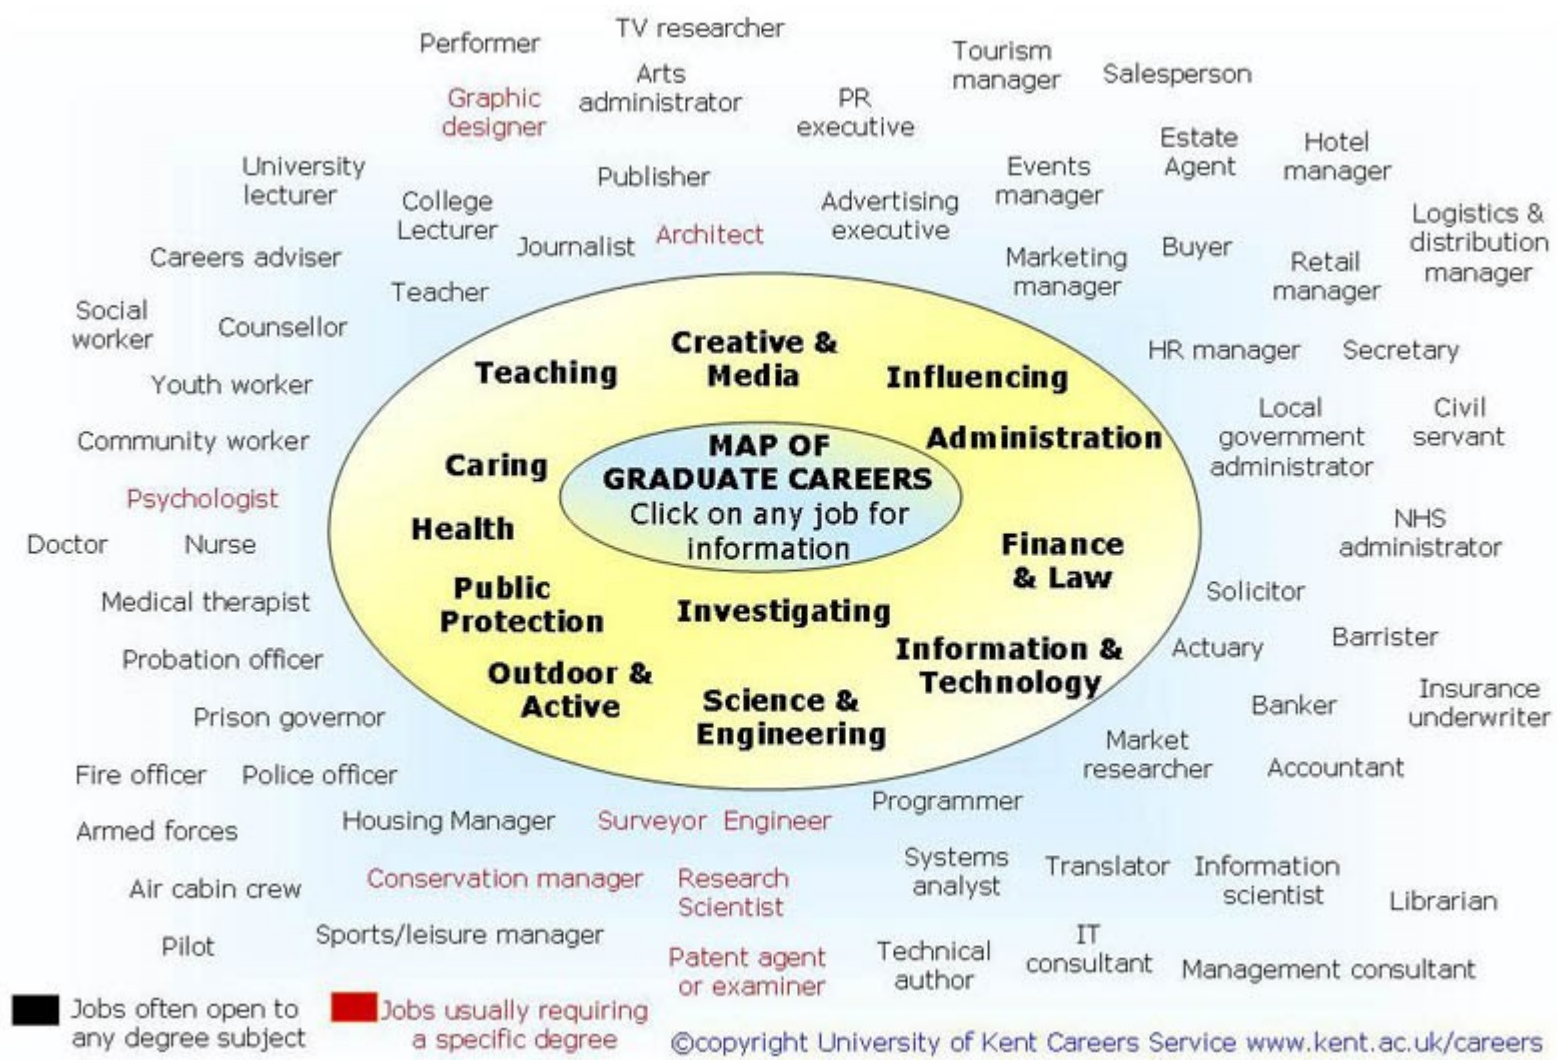 TV researcher
Performer
Tourism
manager
Salesperson
Arts
administrator
Graphic
designer
PR
executive
Estate
Agent
Hotel
manager
University
lecturer
Publisher
Events
manager
College
Lecturer
Advertising
executive
Logistics &
distribution
manager
Journalist
Architect
Careers adviser
Marketing
manager
Buyer
Retail
manager
Teacher
Social
worker
Counsellor
Creative &
Media
HR manager
Secretary
Teaching
Influencing
Youth worker
Local
government
administrator
Civil
servant
Community worker
Administration
MAP OF
GRADUATE CAREERS
Click on any job for
information
Caring
Psychologist
Health
NHS
administrator
Doctor
Nurse
Finance
& Law
Public
Protection
Investigating
Solicitor
Medical therapist
Actuary
Barrister
Information &
Technology
Probation officer
Outdoor &
Active
Science &
Engineering
Insurance
underwriter
Banker
Prison governor
Market
researcher
Accountant
Fire officer
Police officer
Programmer
Housing Manager
Surveyor
Engineer
Armed forces
Systems
analyst
Translator
Information
scientist
Conservation manager
Research
Scientist
Air cabin crew
Librarian
Sports/leisure manager
Pilot
IT
consultant
Technical
author
Patent agent
or examiner
Management consultant
Jobs often open to
any degree subject
Jobs usually requiring
a specific degree
©copyright University of Kent Careers Service www.kent.ac.uk/careers